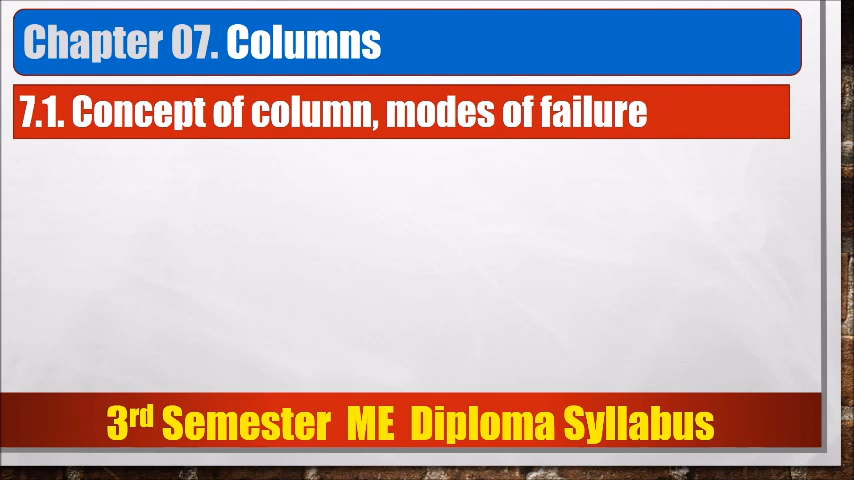 Chapter 07. Columns
7.1. Concept of column, modes of failure
3rd Semester ME Diploma Syllabus